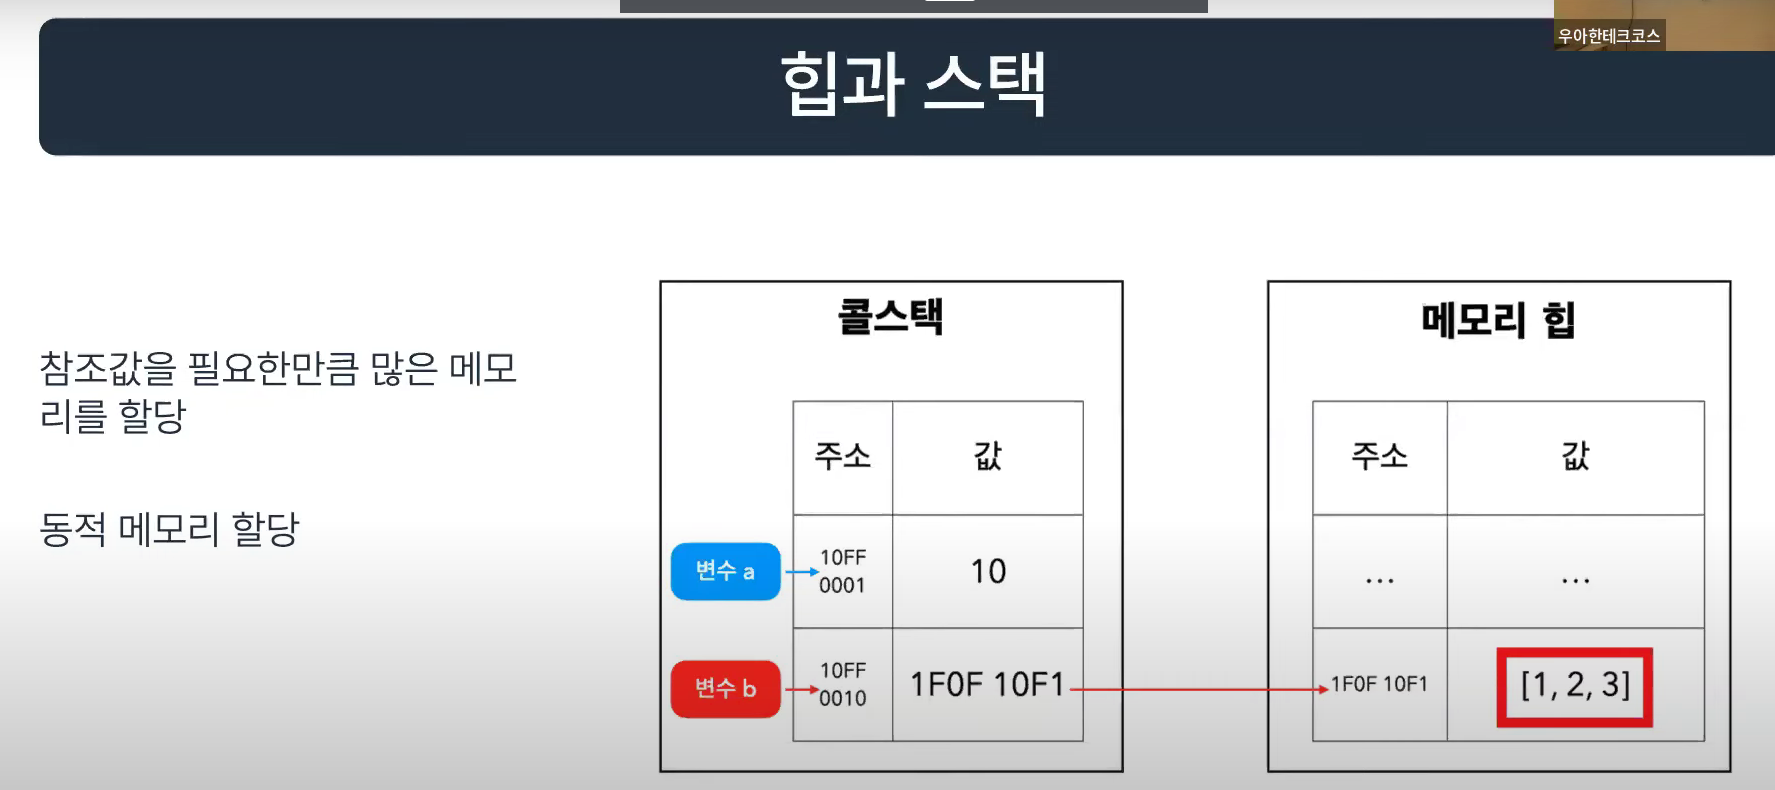 우아한테크코스
힙과 스택
참조값을 필요한만큼 많은 메모
리를 할당
동적 메모리 할당
콜스택
주소 값
변수 a 10FF 0001 10
변수 b 10FF 0010 1F0F 10F1
메모리 힙
주소 값
... ...
1F0F 10F1 [1, 2, 3]